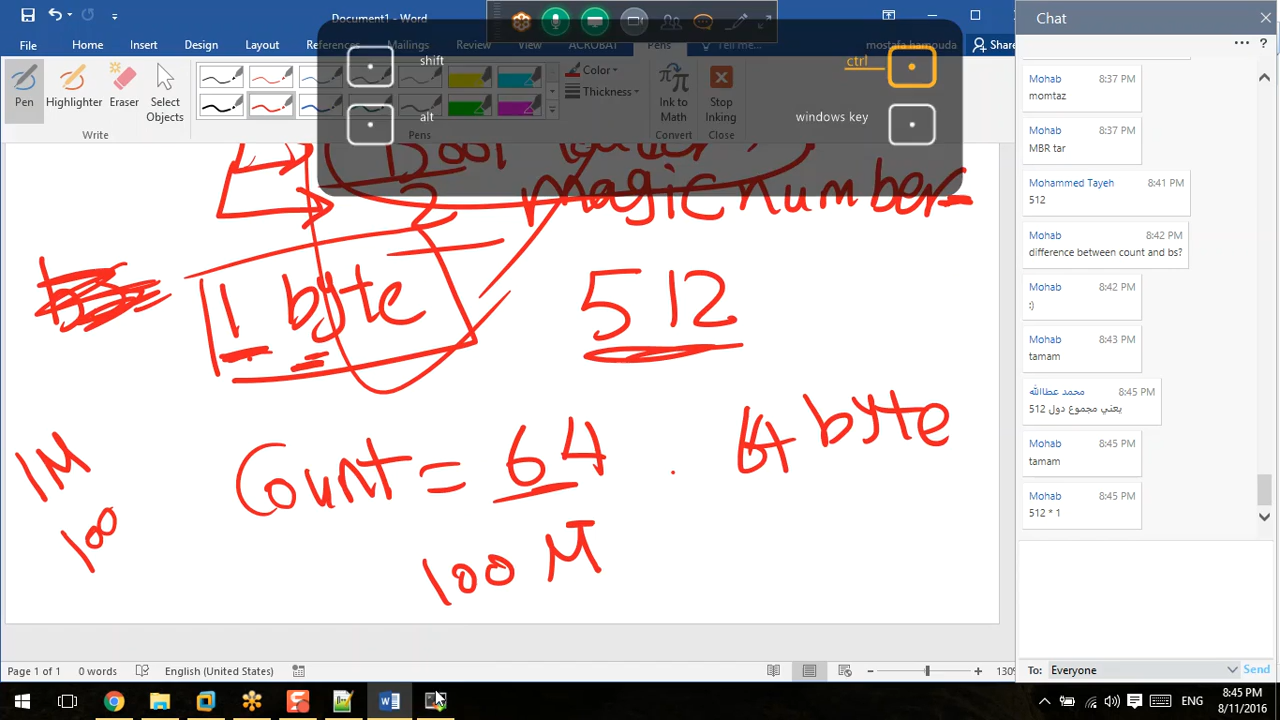 Document1 - Word
Chat
File Home Insert Design Layout Mailings Review View ACROBAT Pens Tell me... mostafa hamouda Share
shift
ctrl
alt
windows key
Pen Highlighter Eraser Select Objects
Write
Pens
Color
Thickness
Ink to Math
Convert
Stop Inking
Close
Boot loader
2 magic number
1 byte 512
Count = 64 . 64 byte
1M
100
100 M
Mohab 8:37 PM
momtaz
Mohab 8:37 PM
MBR tar
Mohammed Tayeh 8:41 PM
512
Mohab 8:42 PM
difference between count and bs?
Mohab 8:42 PM
:)
Mohab 8:43 PM
tamam
محمد عطاالله 8:45 PM
يعني مجموع دول 512
Mohab 8:45 PM
tamam
Mohab 8:45 PM
512 * 1
To: Everyone Send
Page 1 of 1 0 words English (United States) 130%
ENG 8:45 PM
8/11/2016